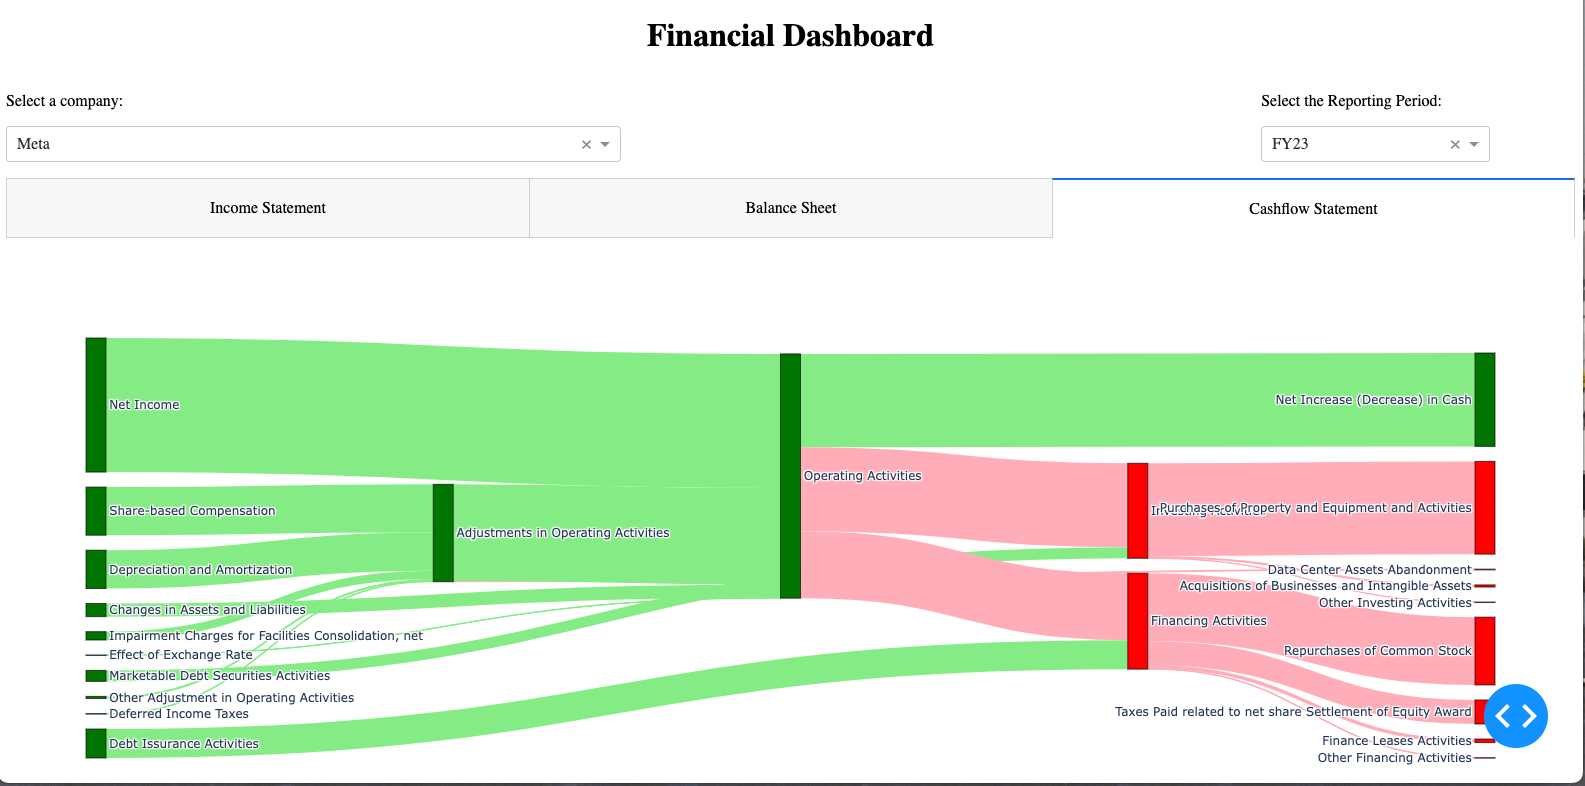 Financial Dashboard
Select a company:
Select the Reporting Period:
Meta
FY23
Income Statement
Balance Sheet
Cashflow Statement
Net Income
Share-based Compensation
Depreciation and Amortization
Changes in Assets and Liabilities
Impairment Charges for Facilities Consolidation, net
Effect of Exchange Rate
Marketable Debt Securities Activities
Other Adjustment in Operating Activities
Deferred Income Taxes
Debt Issurance Activities
Adjustments in Operating Activities
Operating Activities
Financing Activities
Net Increase (Decrease) in Cash
Purchases of Property and Equipment and Activities
Data Center Assets Abandonment
Acquisitions of Businesses and Intangible Assets
Other Investing Activities
Repurchases of Common Stock
Taxes Paid related to net share Settlement of Equity Award
Finance Leases Activities
Other Financing Activities